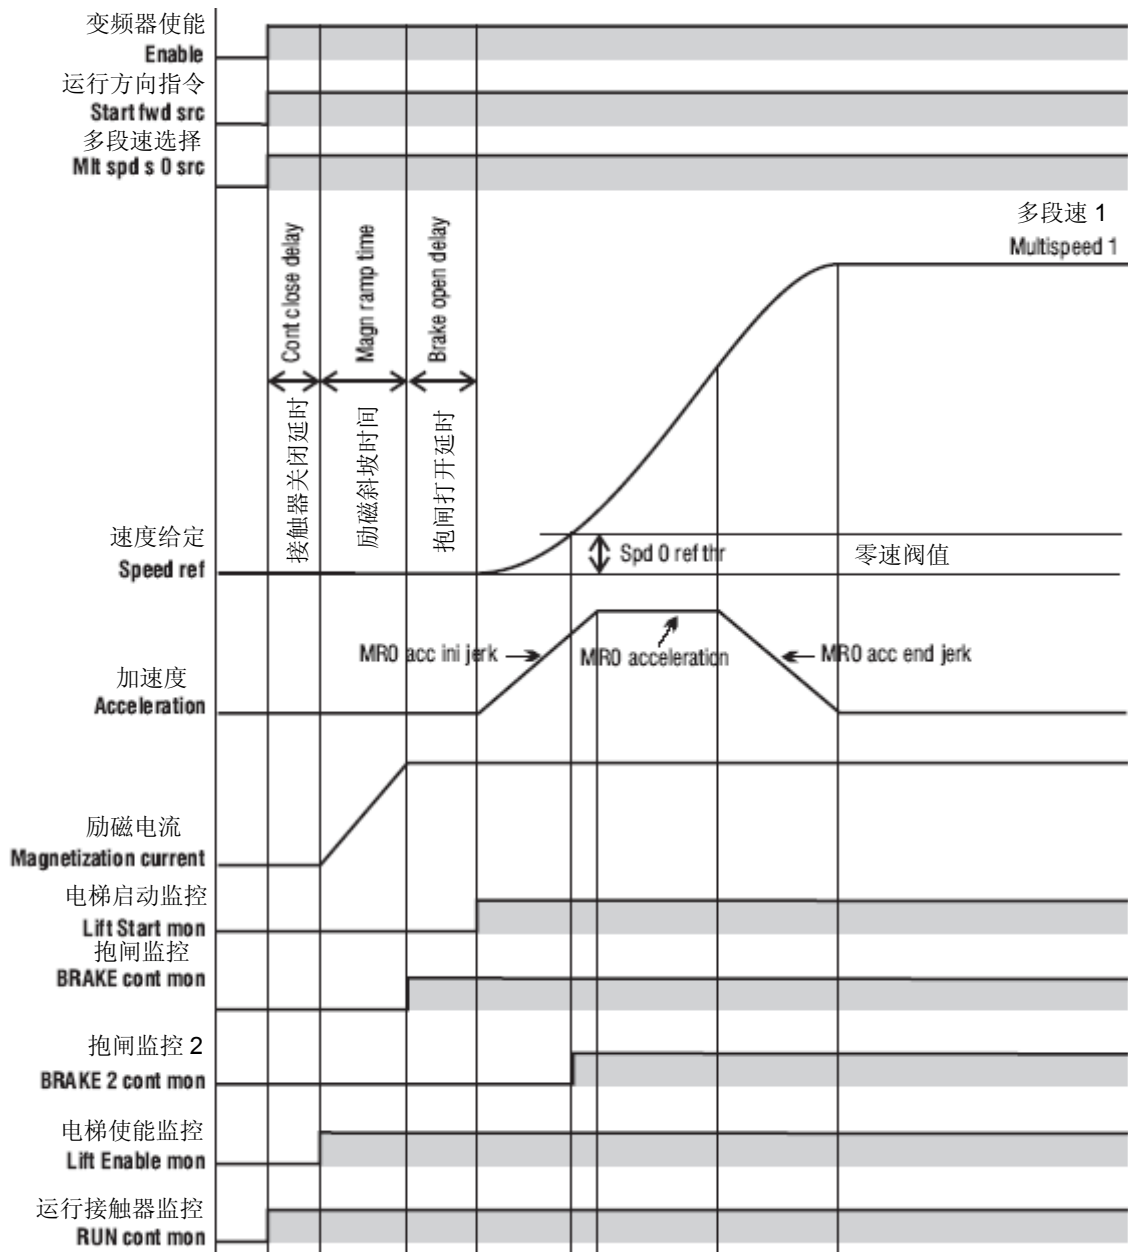 变频器使能
Enable
运行方向指令
Start fwd src
多段速选择
Mlt spd s 0 src
多段速 1
Multispeed 1
Cont close delay
Magn ramp time
Brake open delay
接触器关闭延时
励磁斜坡时间
抱闸打开延时
速度给定
Speed ref
Spd 0 ref thr
零速阀值
MR0 acc ini jerk
MR0 acceleration
MR0 acc end jerk
加速度
Acceleration
励磁电流
Magnetization current
电梯启动监控
Lift Start mon
抱闸监控
BRAKE cont mon
抱闸监控 2
BRAKE 2 cont mon
电梯使能监控
Lift Enable mon
运行接触器监控
RUN cont mon